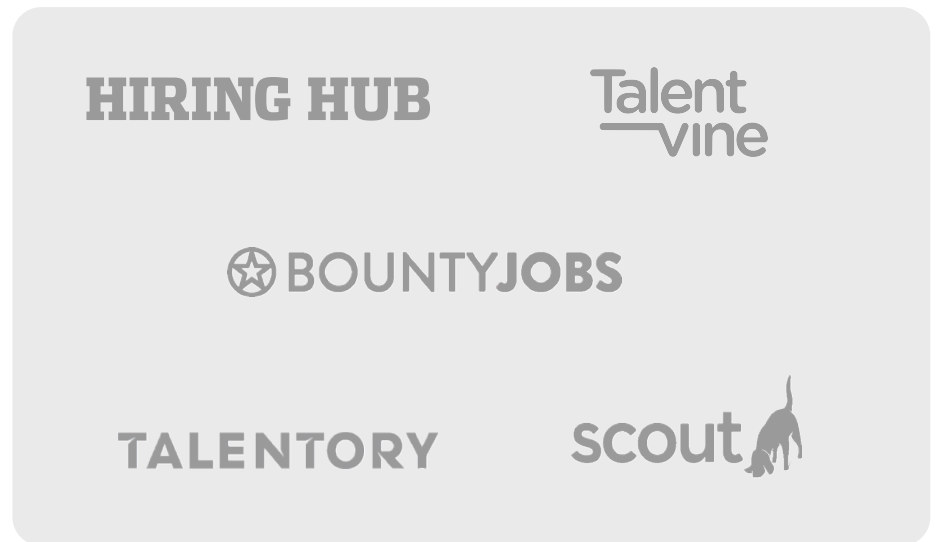 HIRING HUB
Talent
vine
BOUNTYJOBS
TALENTORY
scout